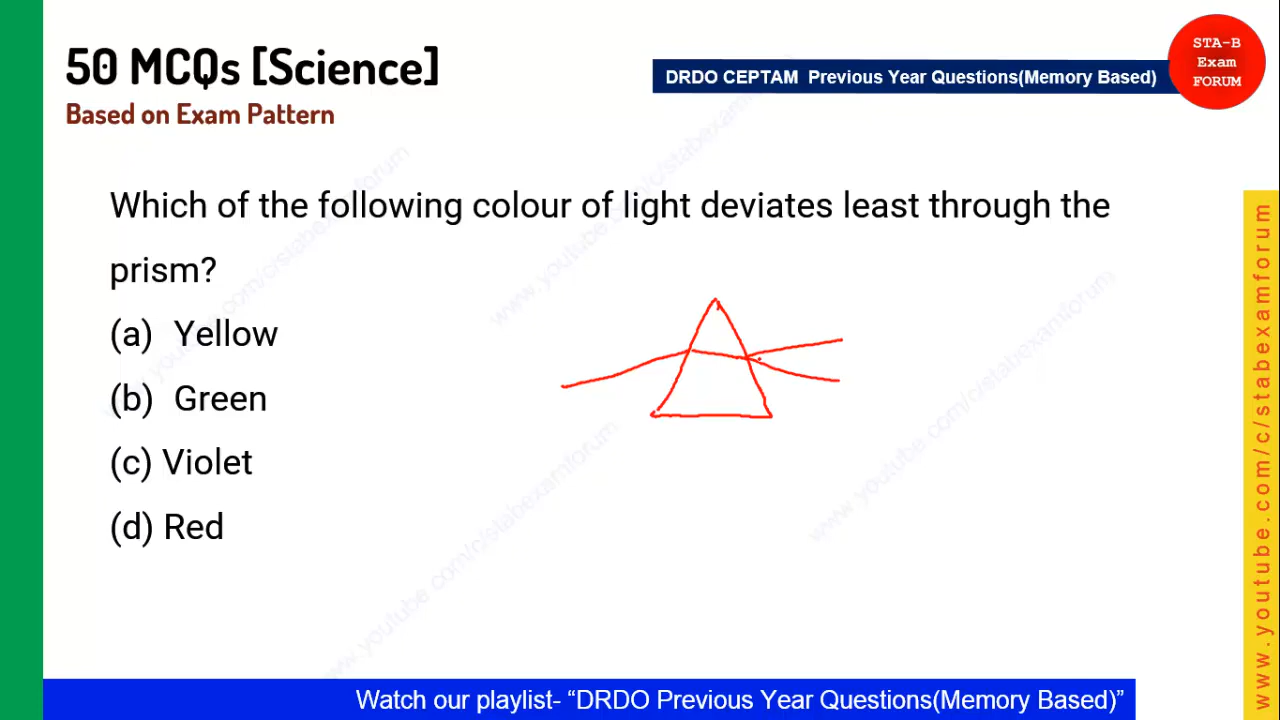 50 MCQs [Science]
Based on Exam Pattern
DRDO CEPTAM Previous Year Questions(Memory Based)
STA-B
Exam
FORUM
Which of the following colour of light deviates least through the
prism?
(a) Yellow
(b) Green
(c) Violet
(d) Red
www.youtube.com/c/stabexamforum
Watch our playlist- “DRDO Previous Year Questions(Memory Based)”